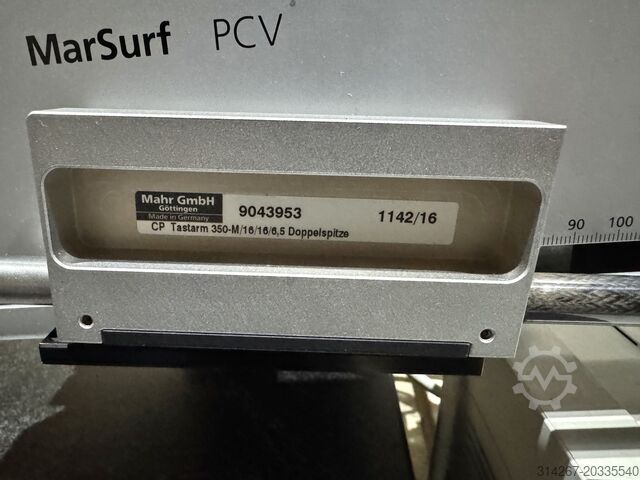 MarSurf PCV
Mahr GmbH
Göttingen
Made in Germany
9043953 1142/16
CP Tastarm 350-M/16/16/6,5 Doppelspitze
90 100
314267-20335540